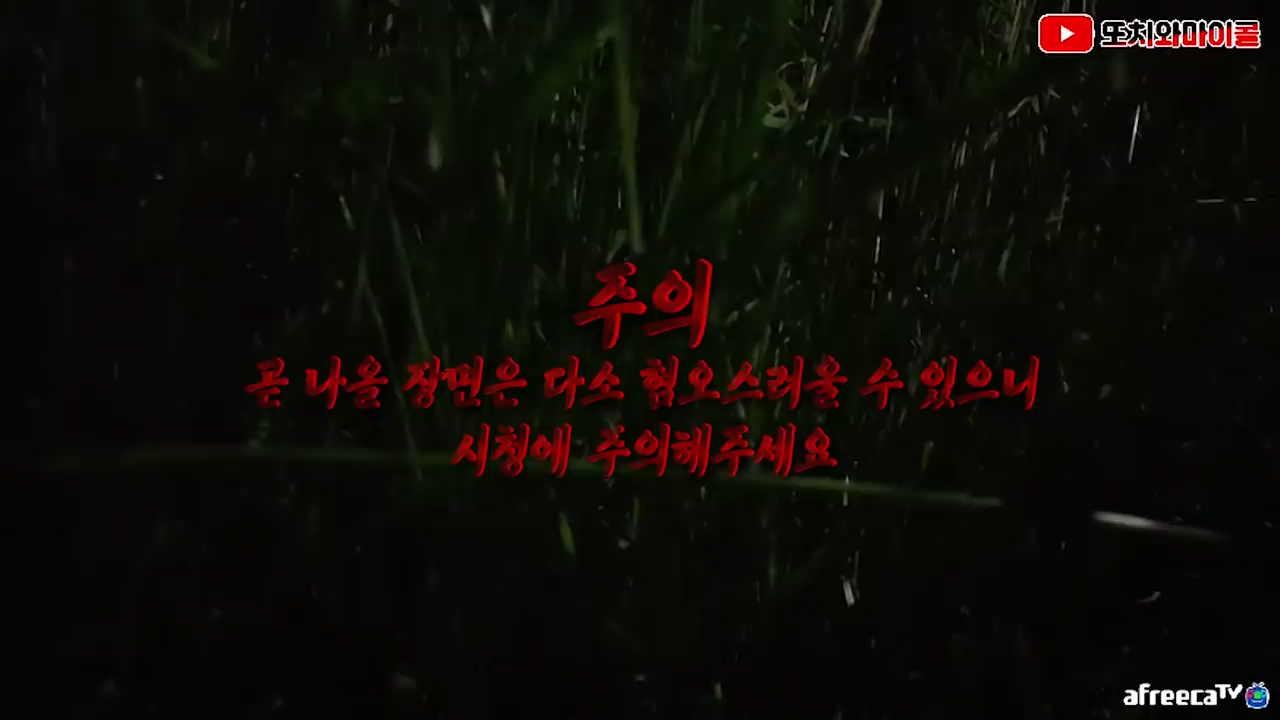 또치와마이콜
주의
곧 나올 장면은 다소 혐오스러울 수 있으니
시청에 주의해주세요
afreecaTV